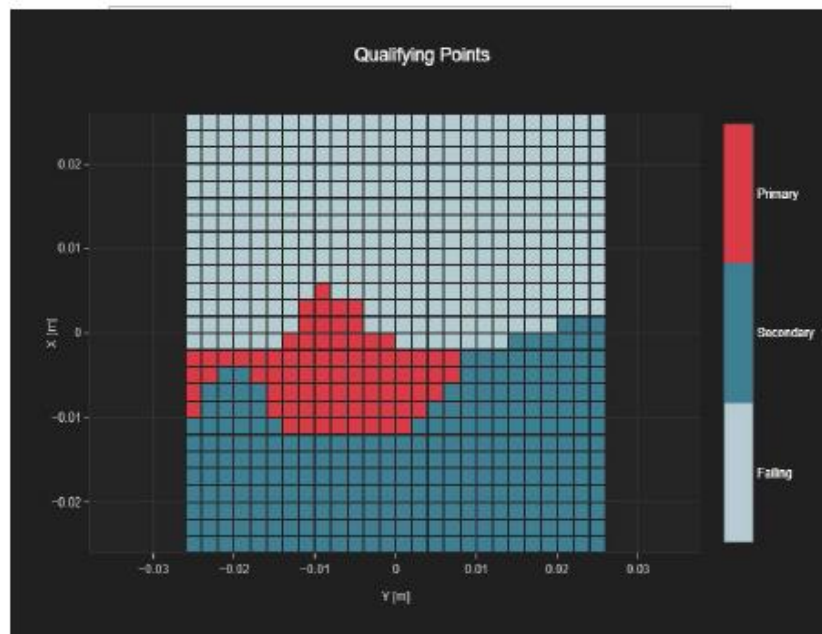 Qualifying Points
0.02
0.01
0
−0.01
−0.02
X [m]
−0.03
−0.02
−0.01
0
0.01
0.02
0.03
Y [m]
Primary
Secondary
Failing